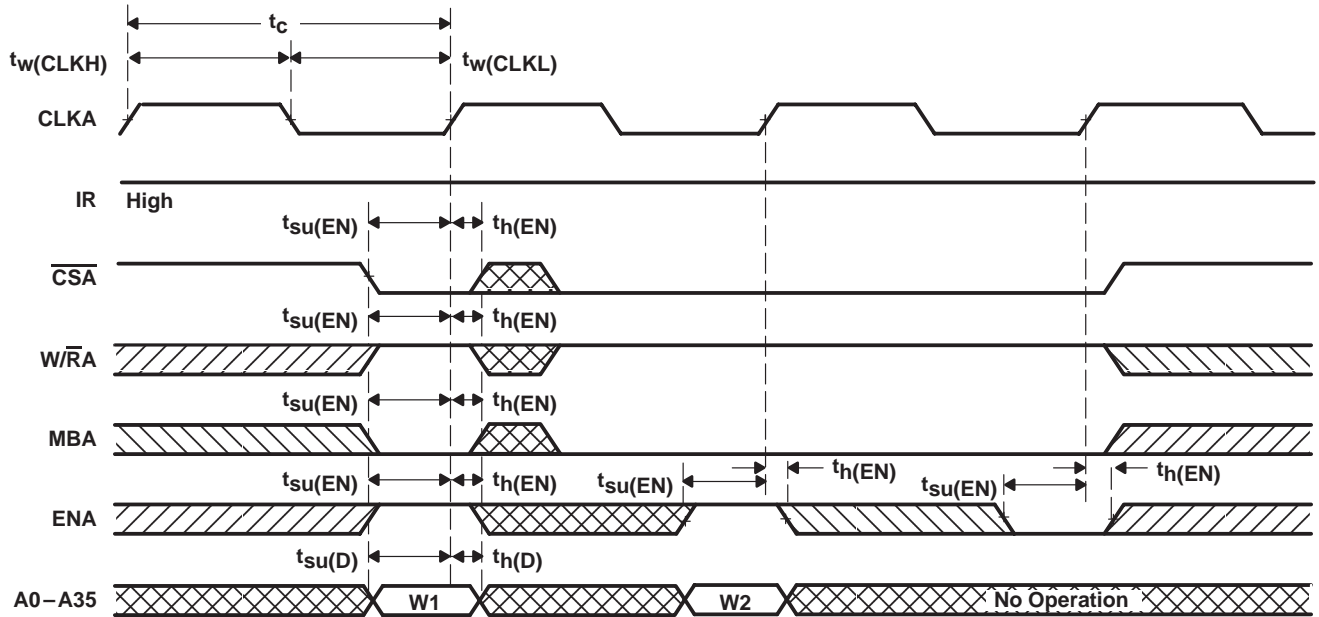 tc
tw(CLKH) tw(CLKL)
CLKA
IR High
tsu(EN) th(EN)
CSA
tsu(EN) th(EN)
W/RA
tsu(EN) th(EN)
MBA
tsu(EN) th(EN) tsu(EN) th(EN) tsu(EN) th(EN)
ENA
tsu(D) th(D)
A0–A35 W1 W2 No Operation